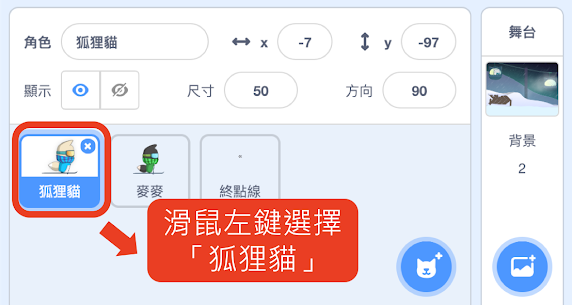 角色 狐狸貓 x -7 y -97
顯示 尺寸 50 方向 90
狐狸貓 麥麥 終點線
滑鼠左鍵選擇
「狐狸貓」
舞台
背景
2